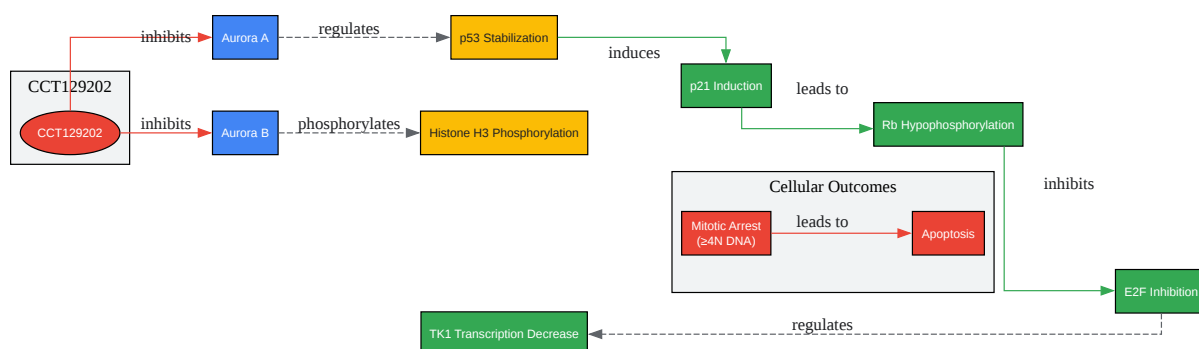 inhibits
Aurora A
regulates
p53 Stabilization
induces
CCT129202
CCT129202
inhibits
Aurora B
phosphorylates
Histone H3 Phosphorylation
p21 Induction
leads to
Rb Hypophosphorylation
inhibits
Cellular Outcomes
Mitotic Arrest
(≥4N DNA)
leads to
Apoptosis
E2F Inhibition
regulates
TK1 Transcription Decrease